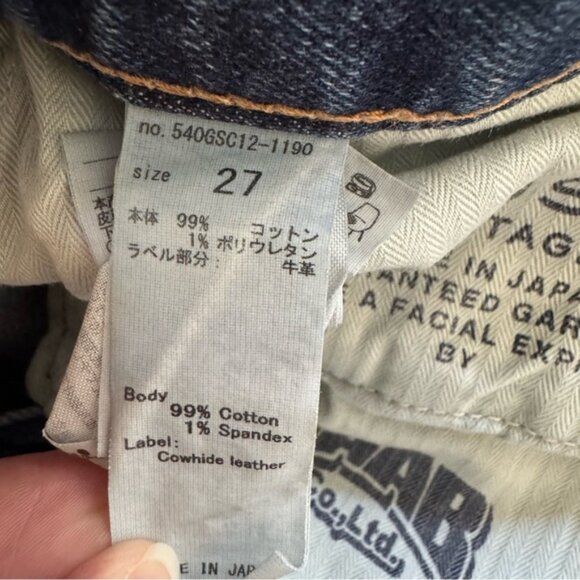 no. 540GSC12-1190
size 27
本体 99% コットン
1% ポリウレタン
ラベル部分: 牛革
Body
99% Cotton
1% Spandex
Label:
Cowhide leather
E IN JAP
TAG
IN JAPA
ANTEED GAR
A FACIAL EXP
BY
Co.,Ltd.